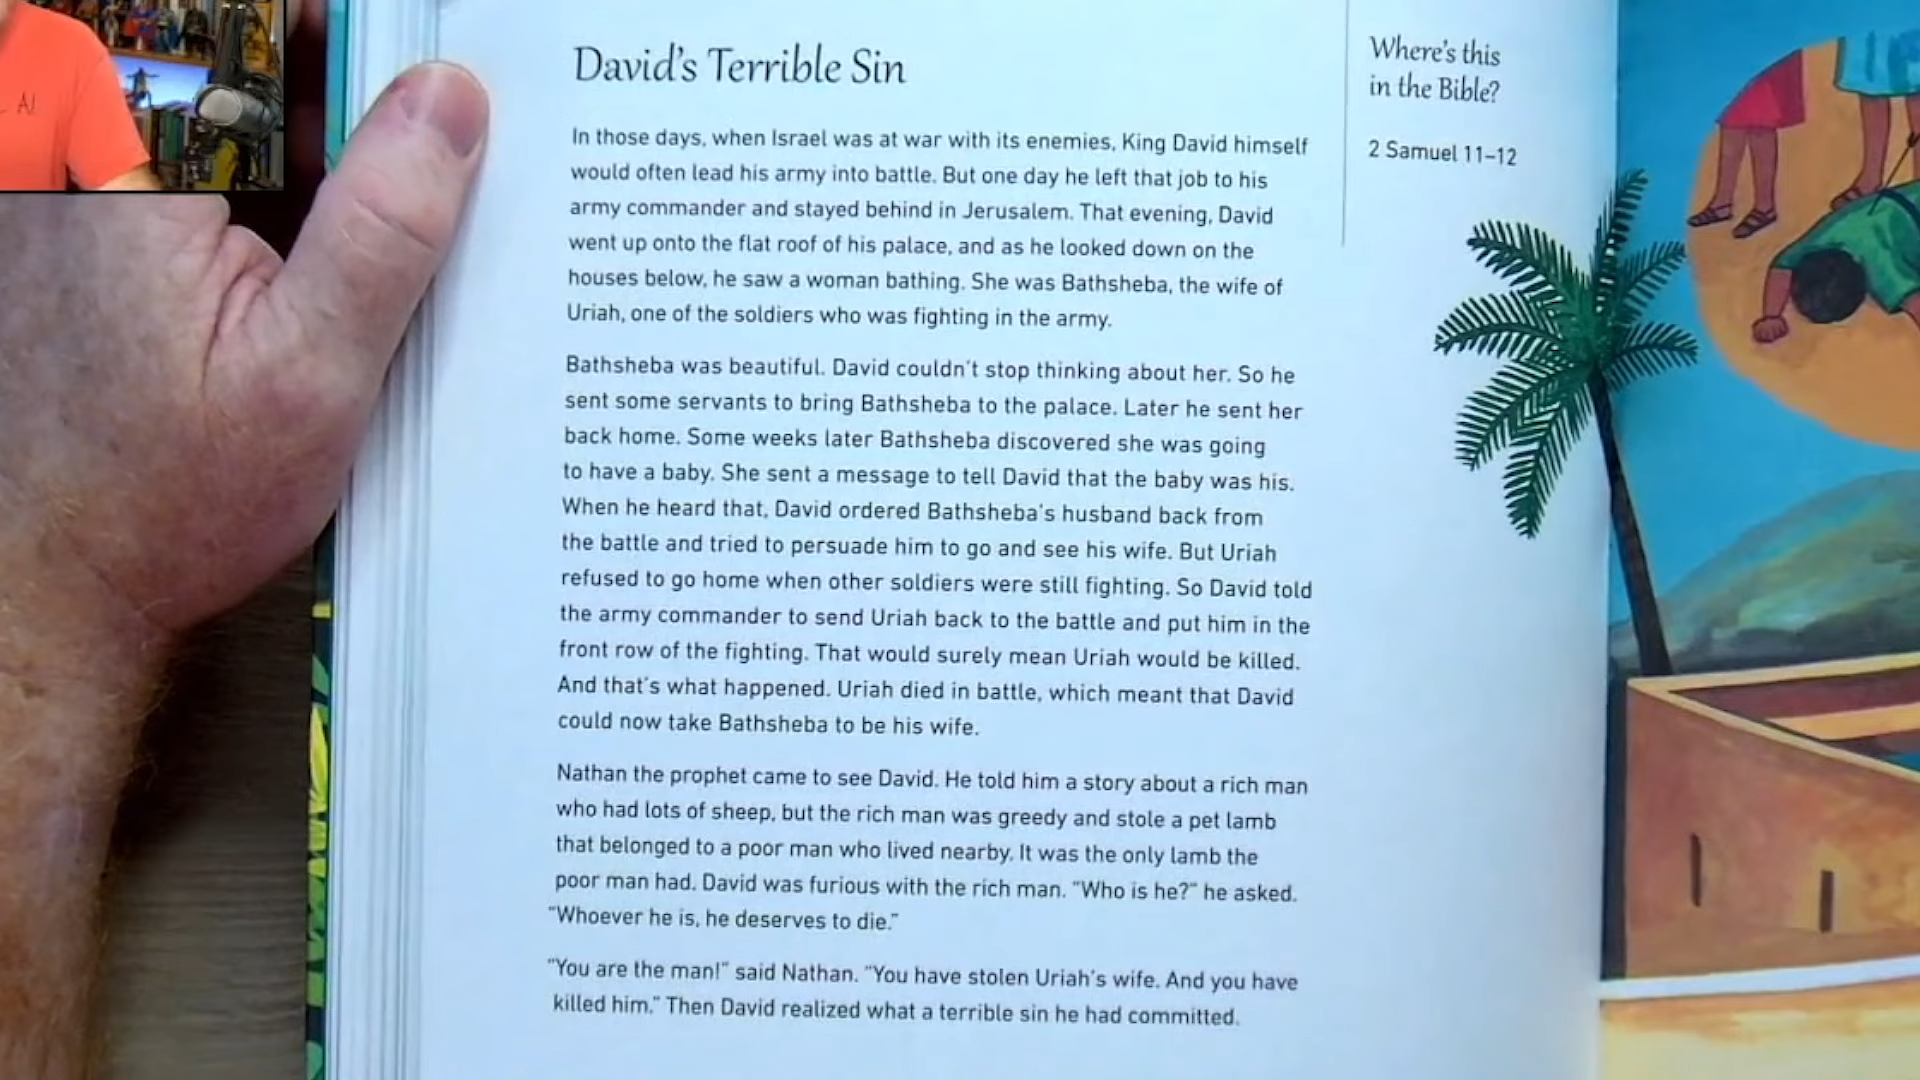 AI
David's Terrible Sin
In those days, when Israel was at war with its enemies, King David himself
would often lead his army into battle. But one day he left that job to his
army commander and stayed behind in Jerusalem. That evening, David
went up onto the flat roof of his palace, and as he looked down on the
houses below, he saw a woman bathing. She was Bathsheba, the wife of
Uriah, one of the soldiers who was fighting in the army.
Bathsheba was beautiful. David couldn't stop thinking about her. So he
sent some servants to bring Bathsheba to the palace. Later he sent her
back home. Some weeks later Bathsheba discovered she was going
to have a baby. She sent a message to tell David that the baby was his.
When he heard that, David ordered Bathsheba's husband back from
the battle and tried to persuade him to go and see his wife. But Uriah
refused to go home when other soldiers were still fighting. So David told
the army commander to send Uriah back to the battle and put him in the
front row of the fighting. That would surely mean Uriah would be killed.
And that's what happened. Uriah died in battle, which meant that David
could now take Bathsheba to be his wife.
Nathan the prophet came to see David. He told him a story about a rich man
who had lots of sheep, but the rich man was greedy and stole a pet lamb
that belonged to a poor man who lived nearby. It was the only lamb the
poor man had. David was furious with the rich man. "Who is he?" he asked.
"Whoever he is, he deserves to die."
"You are the man!" said Nathan. "You have stolen Uriah's wife. And you have
killed him." Then David realized what a terrible sin he had committed.
Where's this
in the Bible?
2 Samuel 11–12